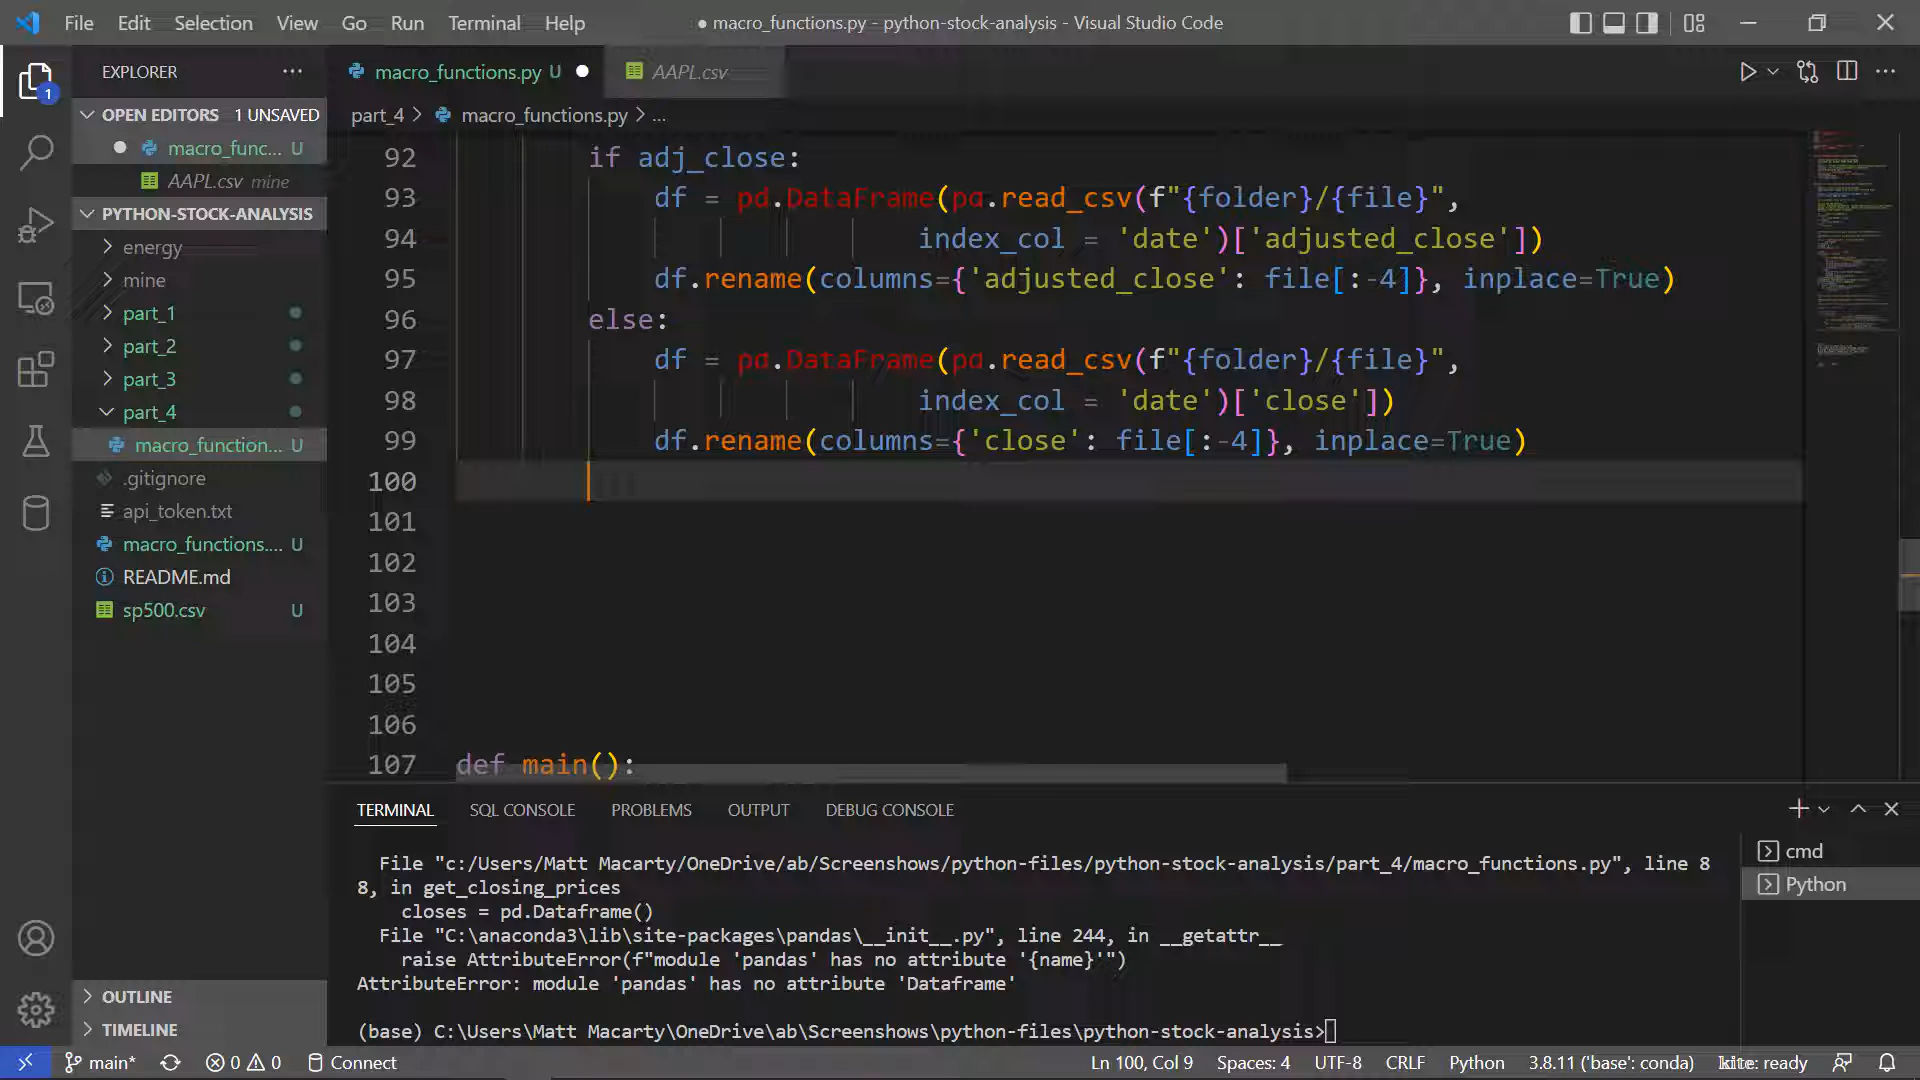 File Edit Selection View Go Run Terminal Help
● macro_functions.py - python-stock-analysis - Visual Studio Code
EXPLORER
macro_functions.py U
AAPL.csv
OPEN EDITORS 1 UNSAVED
macro_func... U
AAPL.csv mine
PYTHON-STOCK-ANALYSIS
energy
mine
part_1
part_2
part_3
part_4
macro_function... U
.gitignore
api_token.txt
macro_functions.... U
README.md
sp500.csv U
OUTLINE
TIMELINE
part_4 > macro_functions.py > ...
92 if adj_close:
93 df = pd.DataFrame(pd.read_csv(f"{folder}/{file}",
94 index_col = 'date')['adjusted_close'])
95 df.rename(columns={'adjusted_close': file[:-4]}, inplace=True)
96 else:
97 df = pd.DataFrame(pd.read_csv(f"{folder}/{file}",
98 index_col = 'date')['close'])
99 df.rename(columns={'close': file[:-4]}, inplace=True)
100
101
102
103
104
105
106
107 def main():
TERMINAL SQL CONSOLE PROBLEMS OUTPUT DEBUG CONSOLE
File "c:/Users/Matt Macarty/OneDrive/ab/Screenshows/python-files/python-stock-analysis/part_4/macro_functions.py", line 8
8, in get_closing_prices
closes = pd.Dataframe()
File "C:\anaconda3\lib\site-packages\pandas\__init__.py", line 244, in __getattr__
raise AttributeError(f"module 'pandas' has no attribute '{name}'")
AttributeError: module 'pandas' has no attribute 'Dataframe'
(base) C:\Users\Matt Macarty\OneDrive\ab\Screenshows\python-files\python-stock-analysis>
cmd
Python
1
main* 0 0 Connect
Ln 100, Col 9 Spaces: 4 UTF-8 CRLF Python 3.8.11 ('base': conda) kite: ready